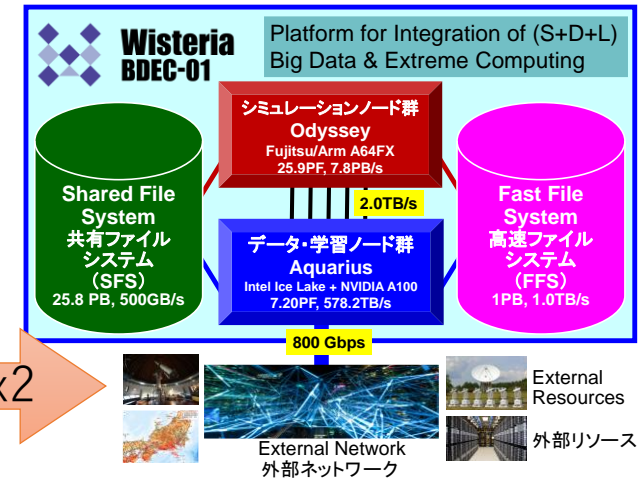 Wisteria
BDEC-01
Platform for Integration of (S+D+L)
Big Data & Extreme Computing
シミュレーションノード群
Odyssey
Fujitsu/Arm A64FX
25.9PF, 7.8PB/s
2.0TB/s
Shared File
System
共有ファイル
システム
（SFS）
25.8 PB, 500GB/s
データ・学習ノード群
Aquarius
Intel Ice Lake + NVIDIA A100
7.20PF, 578.2TB/s
Fast File
System
高速ファイル
システム
（FFS）
1PB, 1.0TB/s
800 Gbps
x2
External Network
外部ネットワーク
External
Resources
外部リソース